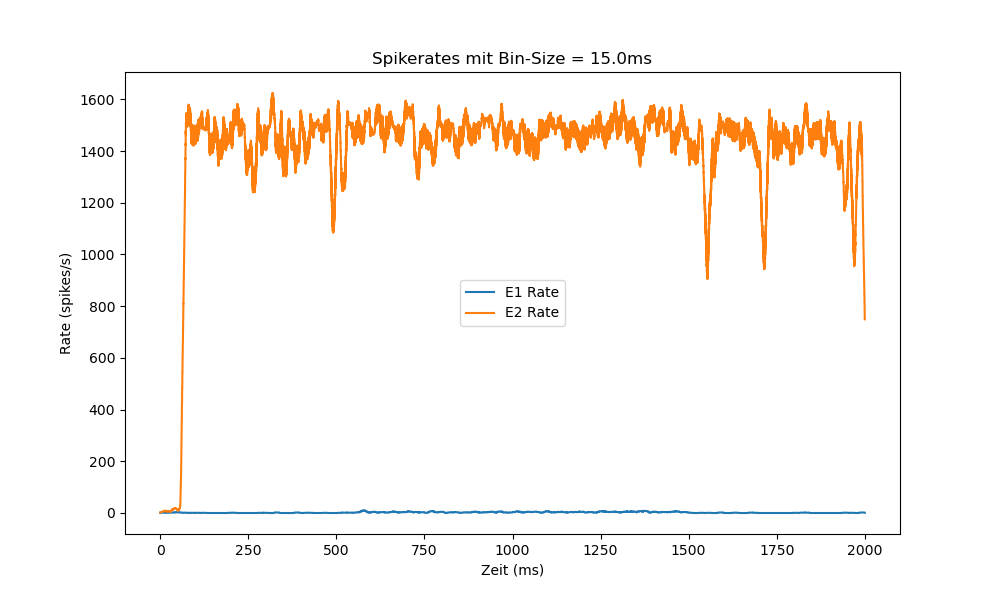 Spikerates mit Bin-Size = 15.0ms
1600
1400
1200
1000
800
600
400
200
0
Rate (spikes/s)
E1 Rate
E2 Rate
0 250 500 750 1000 1250 1500 1750 2000
Zeit (ms)